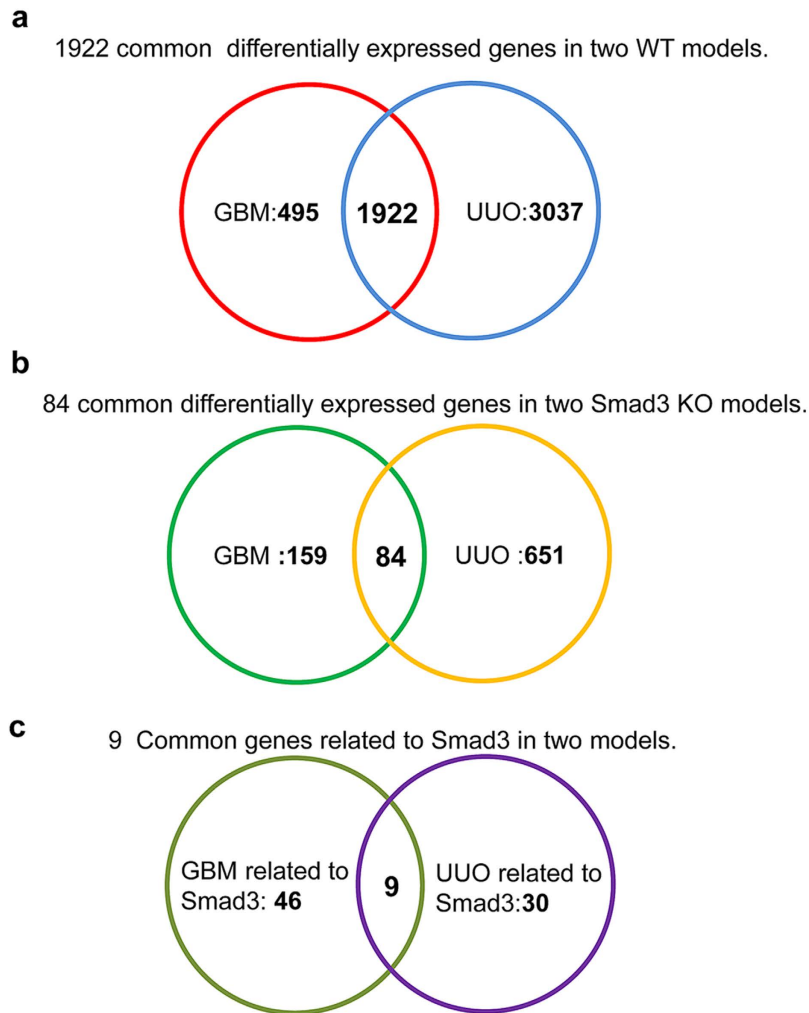 a
1922 common differentially expressed genes in two WT models.
GBM:495
1922
UUO:3037
b
84 common differentially expressed genes in two Smad3 KO models.
GBM :159
84
UUO :651
c
9 Common genes related to Smad3 in two models.
GBM related to
Smad3: 46
9
UUO related to
Smad3:30